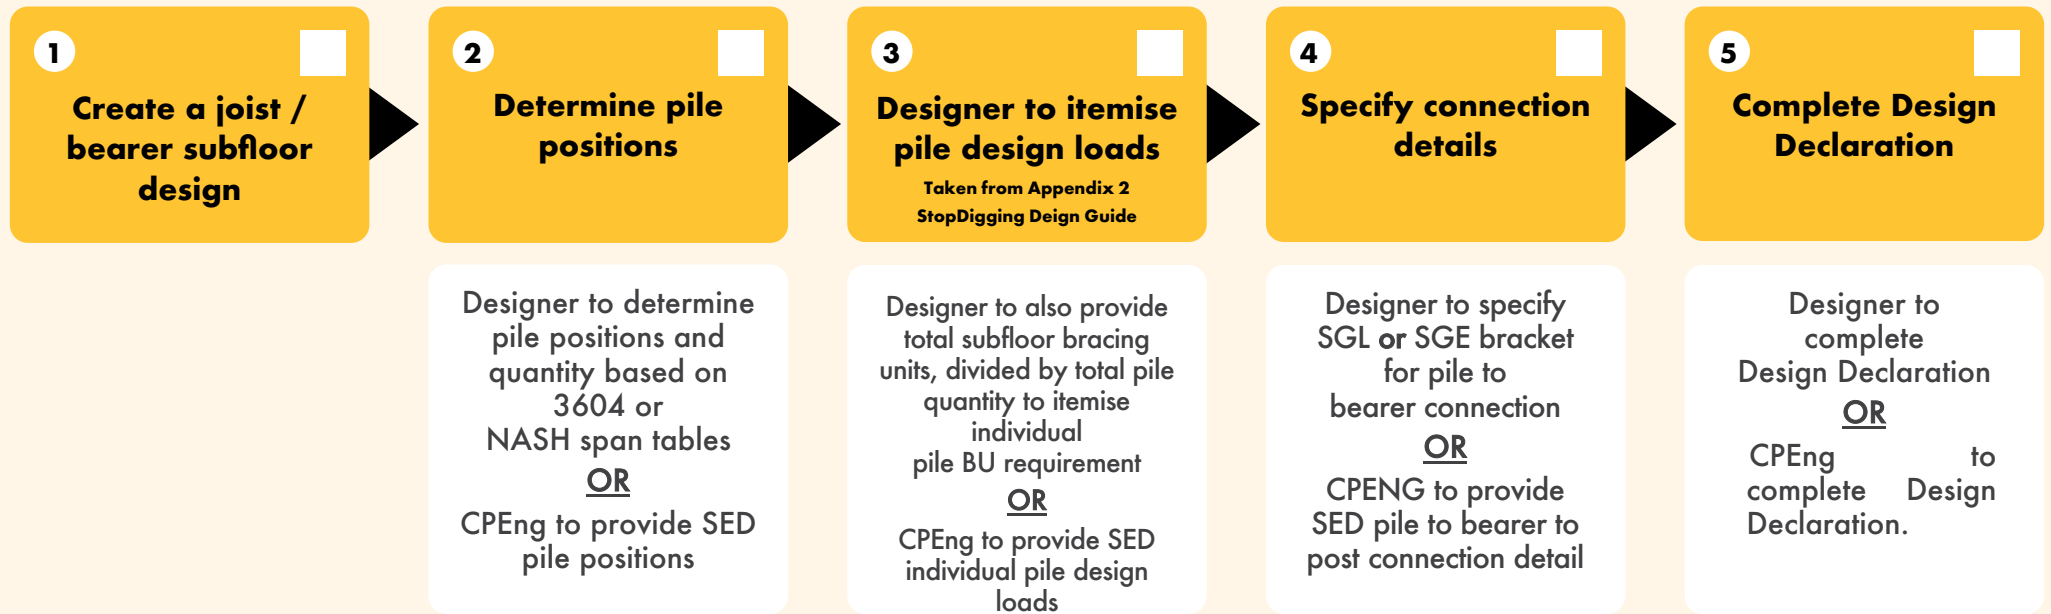 1
Create a joist /
bearer subfloor
design
2
Determine pile
positions
3
Designer to itemise
pile design loads
Taken from Appendix 2
StopDigging Deign Guide
4
Specify connection
details
5
Complete Design
Declaration
Designer to determine
pile positions and
quantity based on
3604 or
NASH span tables
OR
CPEng to provide SED
pile positions
Designer to also provide
total subfloor bracing
units, divided by total pile
quantity to itemise
individual
pile BU requirement
OR
CPEng to provide SED
individual pile design
loads
Designer to specify
SGL or SGE bracket
for pile to
bearer connection
OR
CPENG to provide
SED pile to bearer to
post connection detail
Designer to
complete
Design Declaration
OR
CPEng to
complete Design
Declaration.